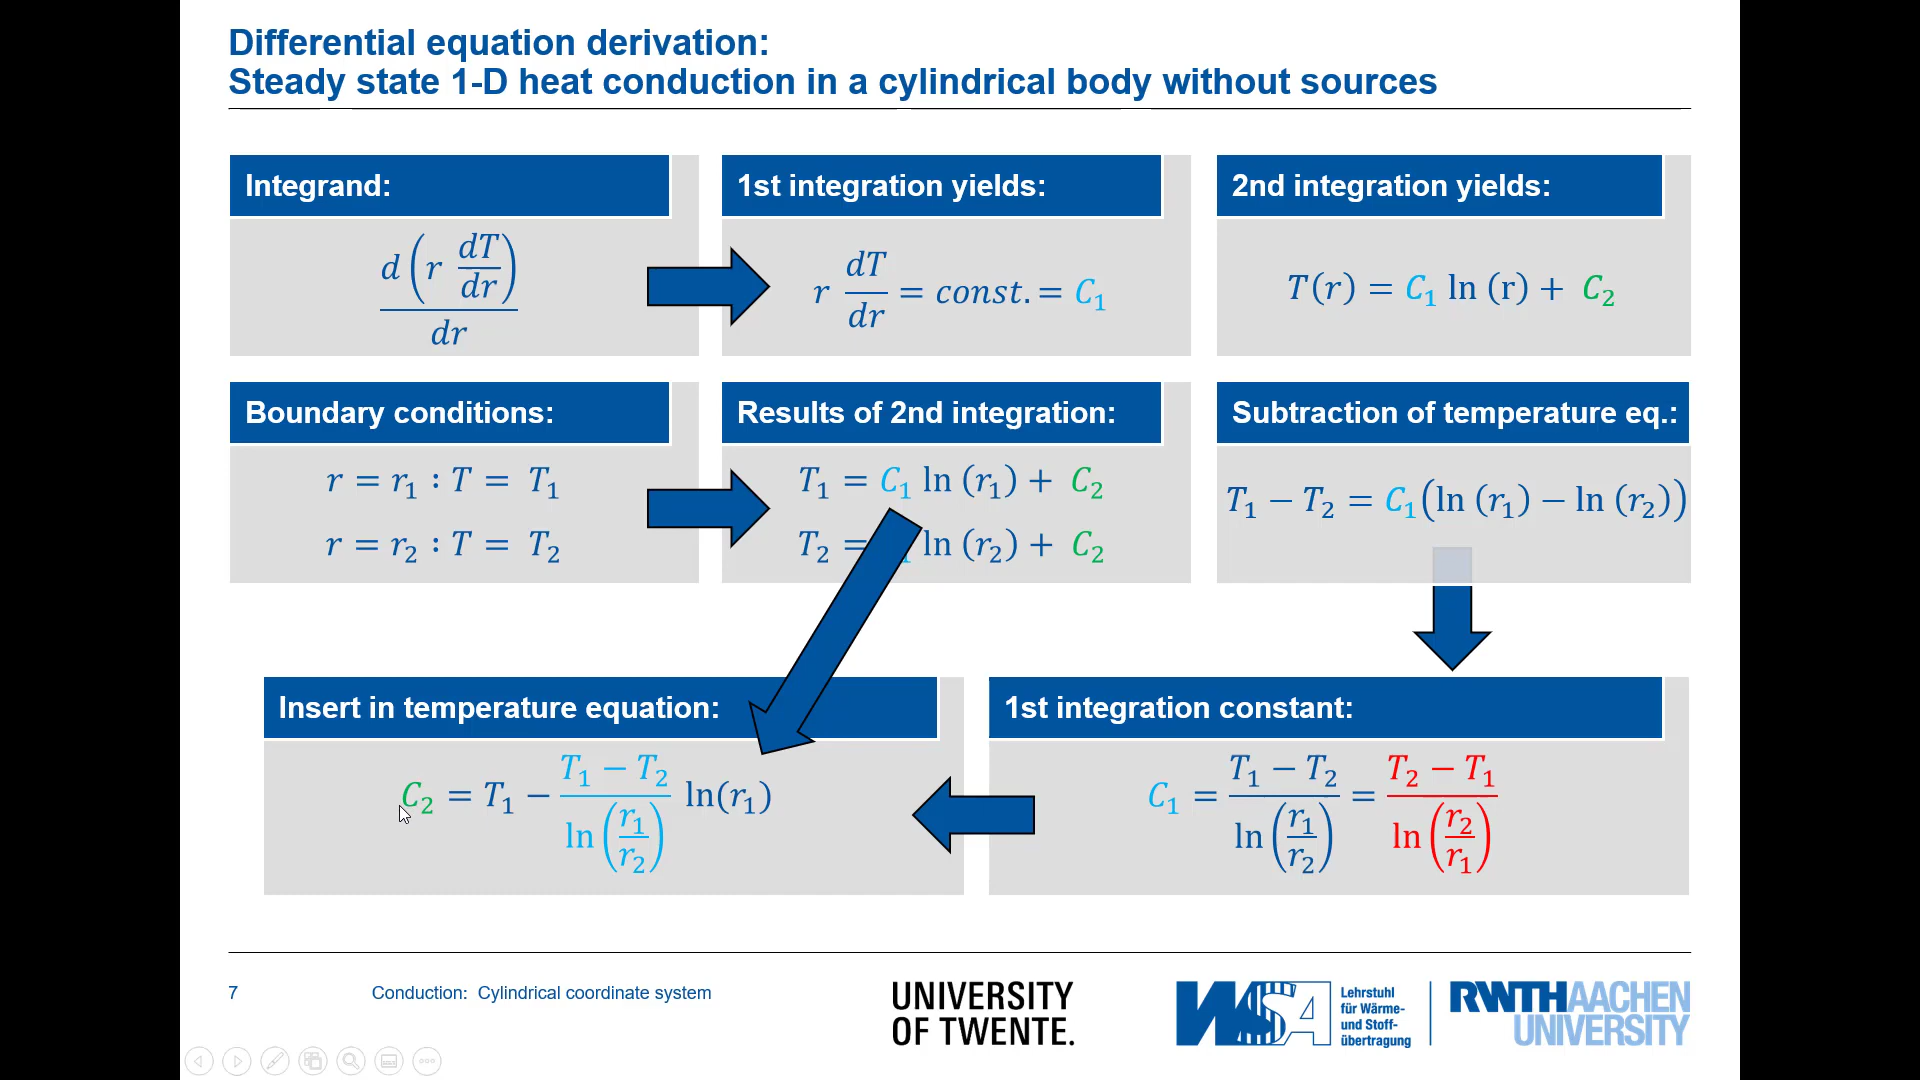 Differential equation derivation:
Steady state 1-D heat conduction in a cylindrical body without sources
Integrand:
d(r dT/dr)/dr
1st integration yields:
r dT/dr = const. = C₁
2nd integration yields:
T(r) = C₁ ln (r) + C₂
Boundary conditions:
r = r₁ : T = T₁
r = r₂ : T = T₂
Results of 2nd integration:
T₁ = C₁ ln (r₁) + C₂
T₂ = ln (r₂) + C₂
Subtraction of temperature eq.:
T₁ − T₂ = C₁(ln (r₁) − ln (r₂))
Insert in temperature equation:
C₂ = T₁ − (T₁ − T₂)/ln(r₁/r₂) ln(r₁)
1st integration constant:
C₁ = (T₁ − T₂)/ln(r₁/r₂) = (T₂ − T₁)/ln(r₂/r₁)
7
Conduction: Cylindrical coordinate system
UNIVERSITY
OF TWENTE.
WSA
Lehrstuhl
für Wärme-
und Stoff-
übertragung
RWTHAACHEN
UNIVERSITY